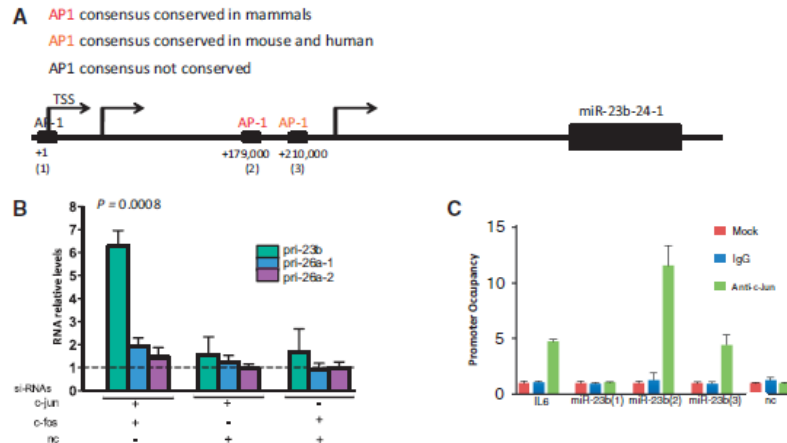 A
AP1 consensus conserved in mammals
AP1 consensus conserved in mouse and human
AP1 consensus not conserved
TSS
AP-1
AP-1 AP-1
miR-23b-24-1
+1 +179,000 +210,000
(1) (2) (3)
B
P = 0.0008
8
7
6
5
4
3
2
1
0
RNA relative levels
pri-23b
pri-26a-1
pri-26a-2
si-RNAs
c-jun + + -
c-fos + - +
nc - + +
C
15
10
5
0
Promoter Occupancy
Mock
IgG
Anti-c-Jun
IL6 miR-23b(1) miR-23b(2) miR-23b(3) nc